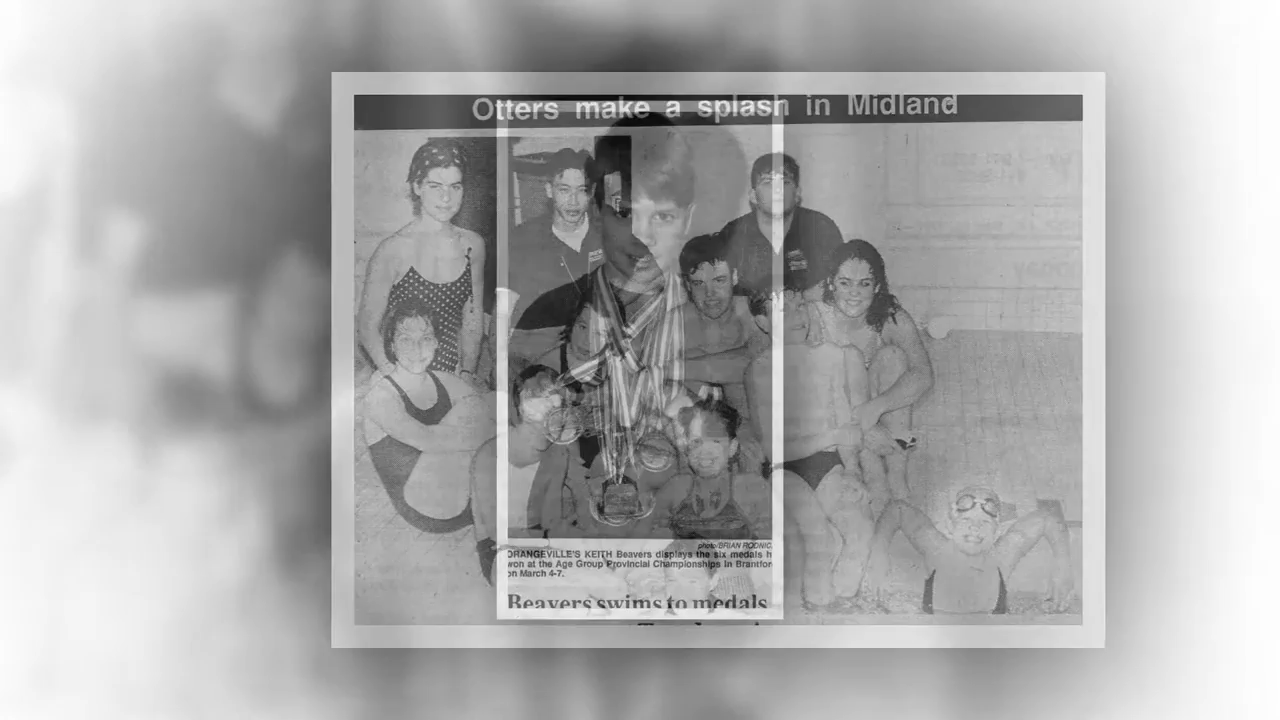 Otters make a splash in Midland
photo/BRIAN RODNIC
ORANGEVILLE'S KEITH Beavers displays the six medals h
won at the Age Group Provincial Championships in Brantfor
on March 4-7.
Beavers swims to medals